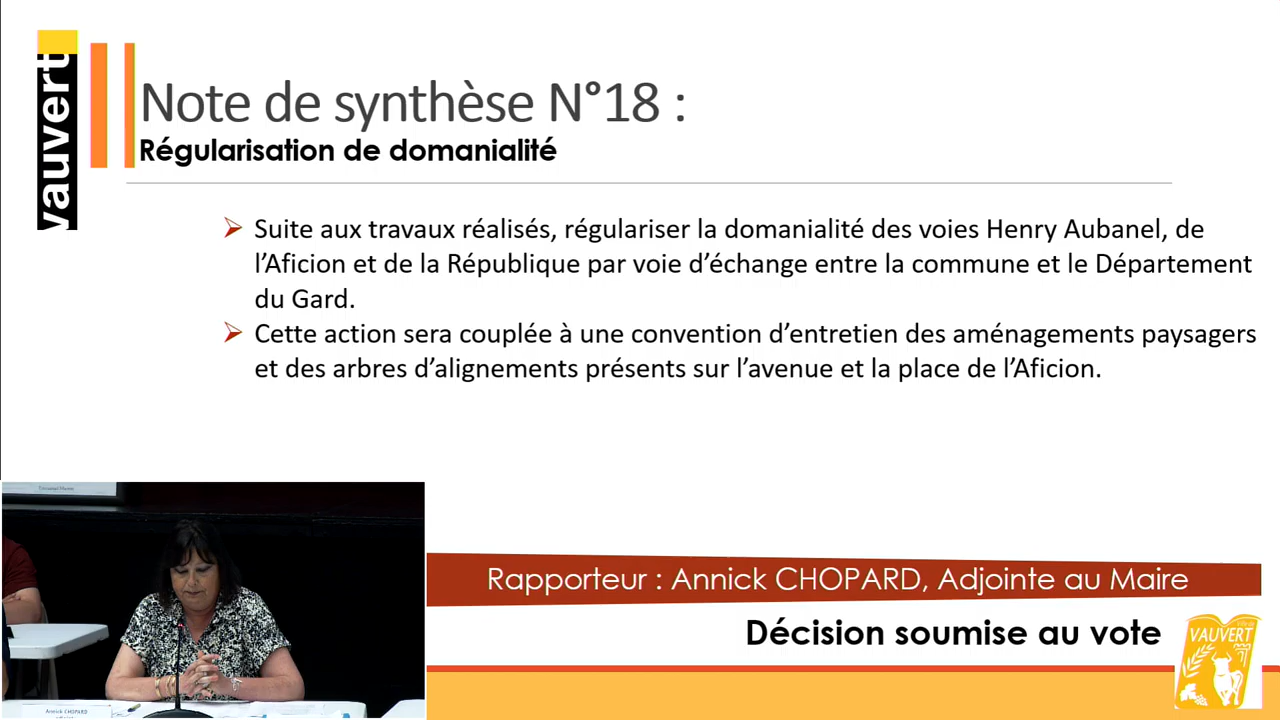 vauvert
Note de synthèse N°18 :
Régularisation de domanialité
Suite aux travaux réalisés, régulariser la domanialité des voies Henry Aubanel, de
l'Aficion et de la République par voie d'échange entre la commune et le Département
du Gard.
Cette action sera couplée à une convention d'entretien des aménagements paysagers
et des arbres d'alignements présents sur l'avenue et la place de l'Aficion.
Rapporteur : Annick CHOPARD, Adjointe au Maire
Décision soumise au vote
VAUVERT
Annick CHOPARD